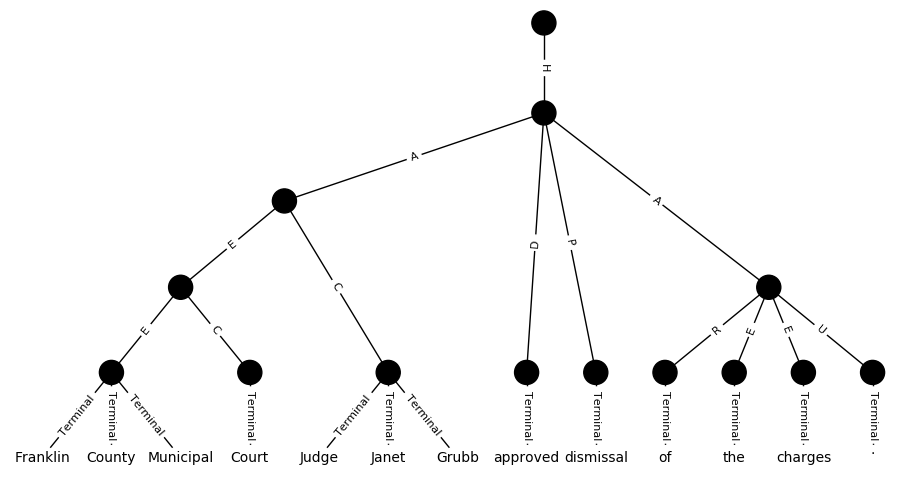 H
A
A
E
D
P
C
E
C
R
E
E
U
Terminal Terminal Terminal Terminal Terminal Terminal Terminal Terminal Terminal Terminal Terminal Terminal Terminal
Franklin County Municipal Court Judge Janet Grubb approved dismissal of the charges .